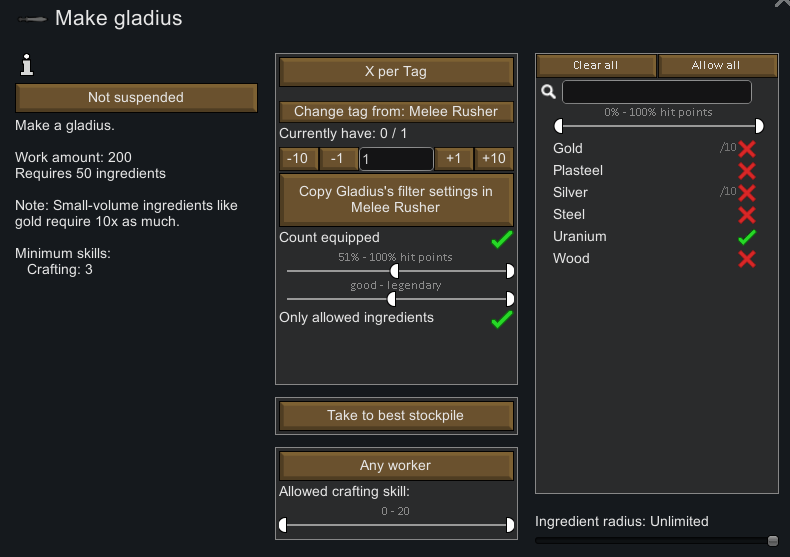 Make gladius
Not suspended
Make a gladius.
Work amount: 200
Requires 50 ingredients
Note: Small-volume ingredients like
gold require 10x as much.
Minimum skills:
Crafting: 3
X per Tag
Change tag from: Melee Rusher
Currently have: 0 / 1
-10 -1 1 +1 +10
Copy Gladius's filter settings in
Melee Rusher
Count equipped
51% - 100% hit points
good - legendary
Only allowed ingredients
Take to best stockpile
Any worker
Allowed crafting skill:
0 - 20
Clear all Allow all
0% - 100% hit points
Gold /10
Plasteel
Silver /10
Steel
Uranium
Wood
Ingredient radius: Unlimited